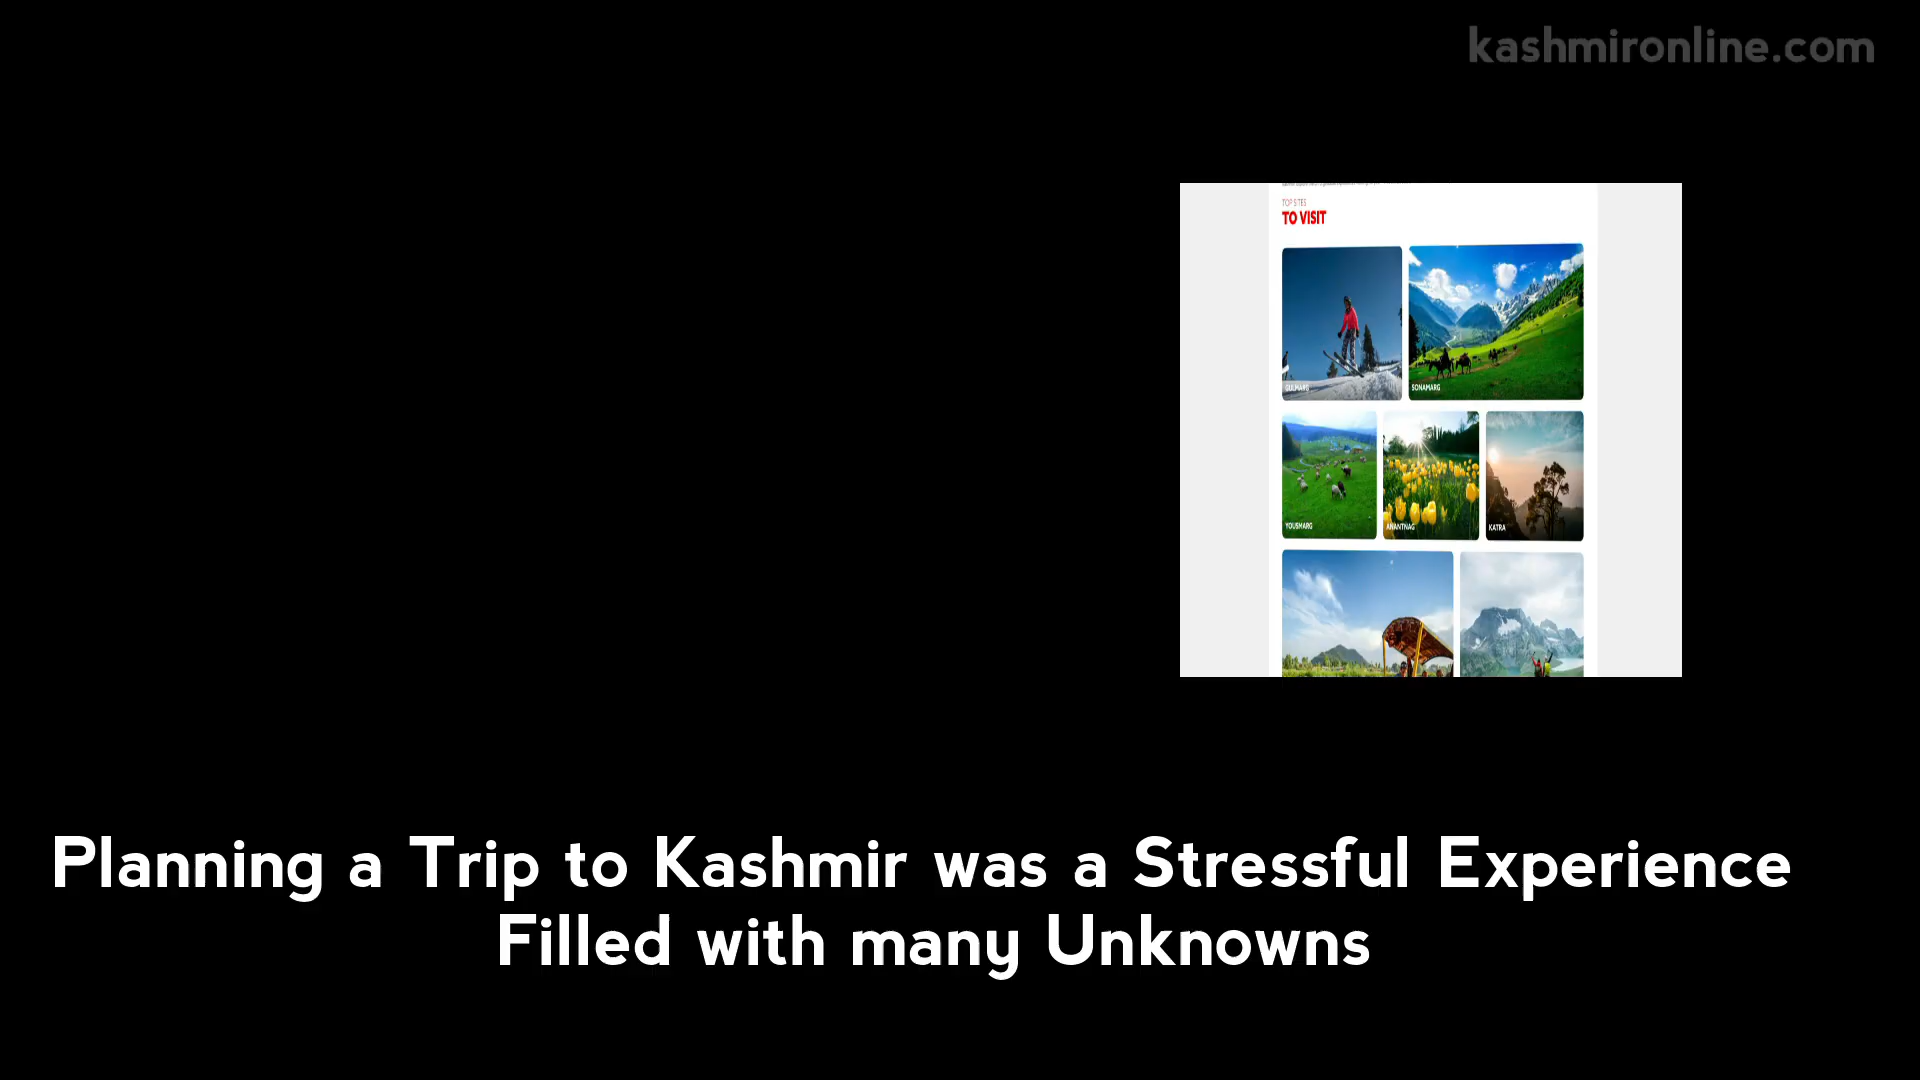 kashmironline.com
TOP SITES
TO VISIT
GULMARG
SONAMARG
YOUSMARG
ANANTNAG
KATRA
Planning a Trip to Kashmir was a Stressful Experience
Filled with many Unknowns